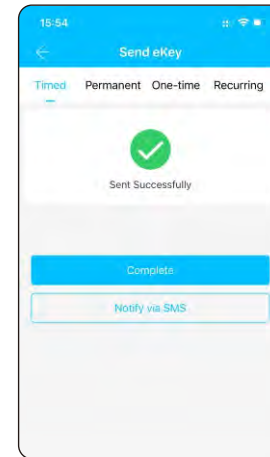 15:54
Send eKey
Timed Permanent One-time Recurring
Sent Successfully
Complete
Notify via SMS